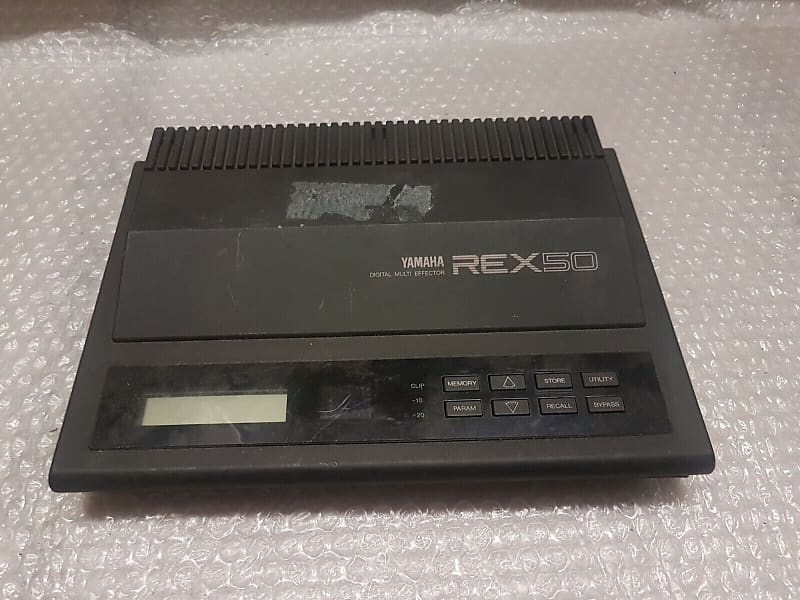 YAMAHA REX50
DIGITAL MULTI EFFECTOR
CLIP
-10
-20
MEMORY △ STORE UTILITY
PARAM ▽ RECALL BYPASS